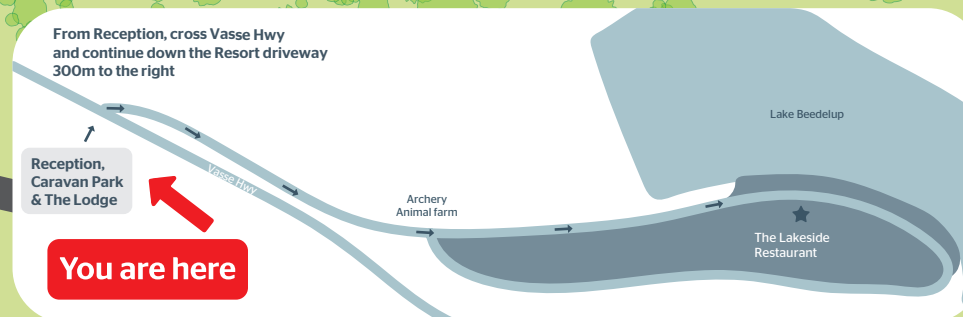 From Reception, cross Vasse Hwy
and continue down the Resort driveway
300m to the right
Lake Beedelup
Reception,
Caravan Park
& The Lodge
Vasse Hwy
Archery
Animal farm
The Lakeside
Restaurant
You are here